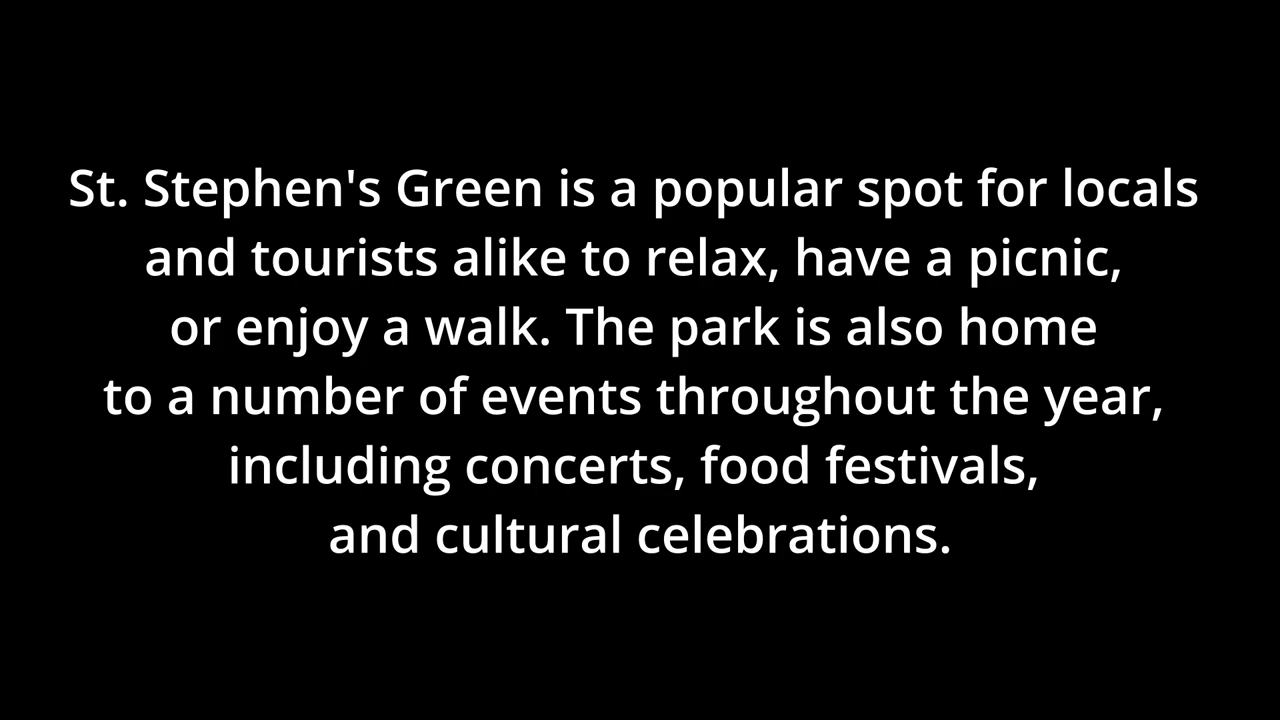 St. Stephen's Green is a popular spot for locals
and tourists alike to relax, have a picnic,
or enjoy a walk. The park is also home
to a number of events throughout the year,
including concerts, food festivals,
and cultural celebrations.